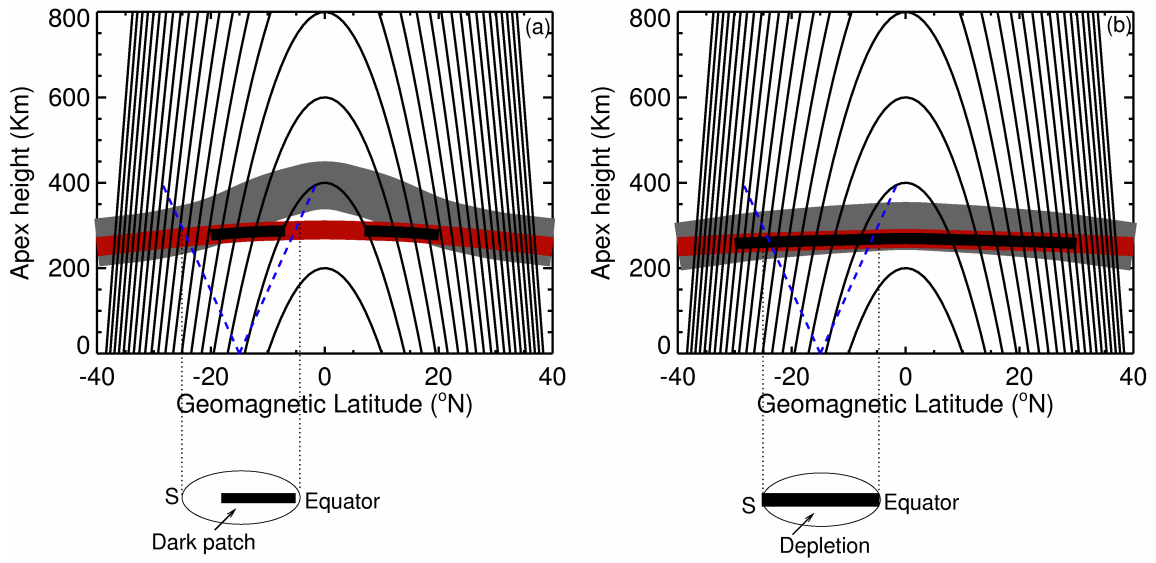 (a)
800
600
400
200
0
Apex height (Km)
-40 -20 0 20 40
Geomagnetic Latitude (°N)
S Equator
Dark patch
(b)
800
600
400
200
0
Apex height (Km)
-40 -20 0 20 40
Geomagnetic Latitude (°N)
S Equator
Depletion